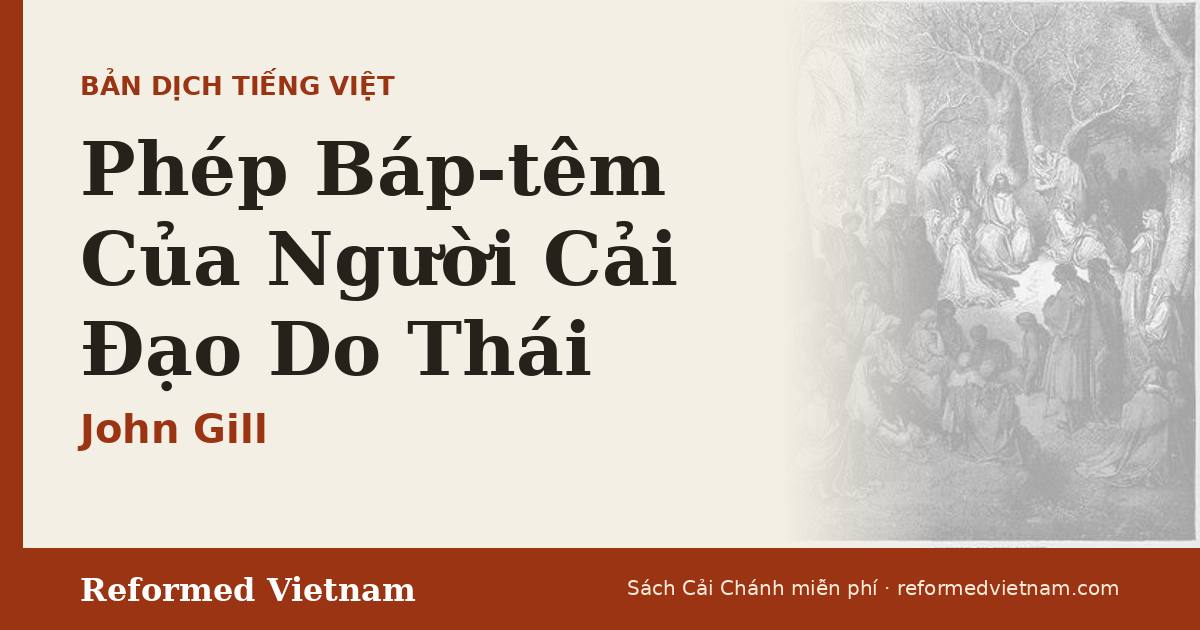 BẢN DỊCH TIẾNG VIỆT
Phép Báp-têm
Của Người Cải
Đạo Do Thái
John Gill
Reformed Vietnam
Sách Cải Chánh miễn phí · reformedvietnam.com